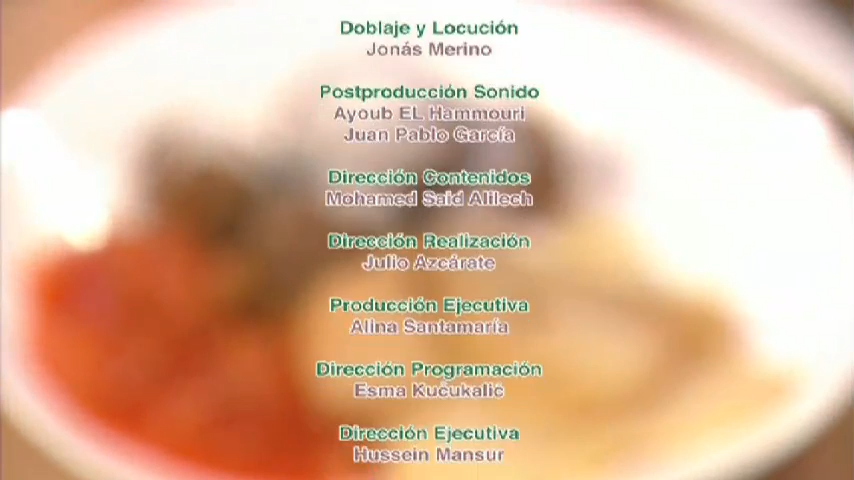 Doblaje y Locución
Jonás Merino
Postproducción Sonido
Ayoub EL Hammouri
Juan Pablo García
Dirección Contenidos
Mohamed Said Alilech
Dirección Realización
Julio Azcárate
Producción Ejecutiva
Alina Santamaría
Dirección Programación
Esma Kučukalić
Dirección Ejecutiva
Hussein Mansur